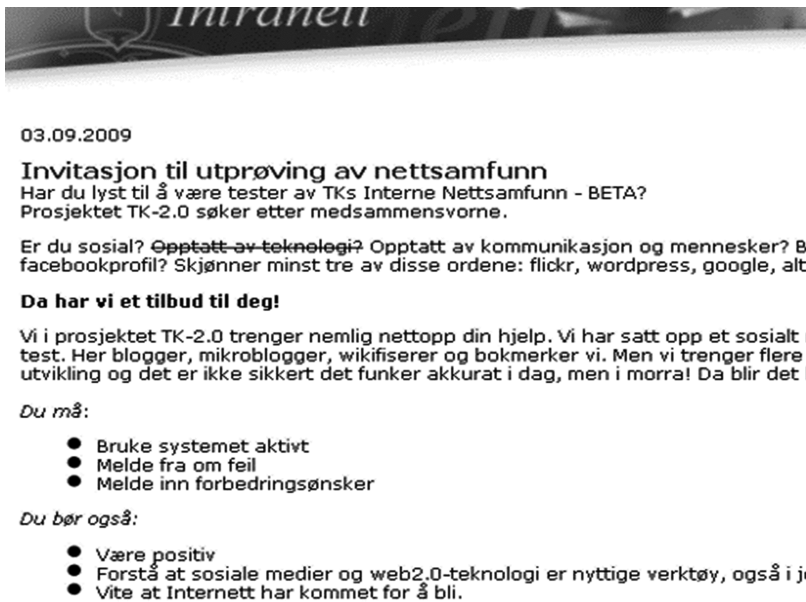 Intranett
03.09.2009
Invitasjon til utprøving av nettsamfunn
Har du lyst til å være tester av TKs Interne Nettsamfunn - BETA?
Prosjektet TK-2.0 søker etter medsammensvorne.
Er du sosial? Opptatt av teknologi? Opptatt av kommunikasjon og mennesker?
facebookprofil? Skjønner minst tre av disse ordene: flickr, wordpress, google,
Da har vi et tilbud til deg!
Vi i prosjektet TK-2.0 trenger nemlig nettopp din hjelp. Vi har satt opp et sosialt
test. Her blogger, mikroblogger, wikifiserer og bokmerker vi. Men vi trenger flere
utvikling og det er ikke sikkert det funker akkurat i dag, men i morra! Da blir det
Du må:
Bruke systemet aktivt
Melde fra om feil
Melde inn forbedringsønsker
Du bør også:
Være positiv
Forstå at sosiale medier og web2.0-teknologi er nyttige verktøy, også i
Vite at Internett har kommet for å bli.